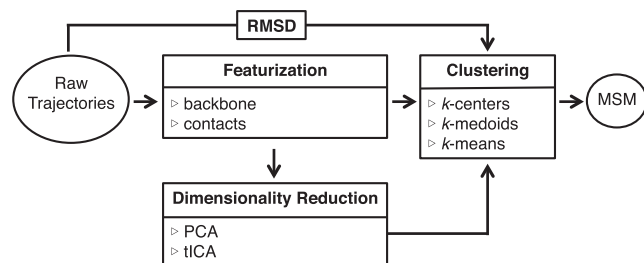 RMSD
Raw
Trajectories
Featurization
▷ backbone
▷ contacts
Clustering
▷ k-centers
▷ k-medoids
▷ k-means
MSM
Dimensionality Reduction
▷ PCA
▷ tICA